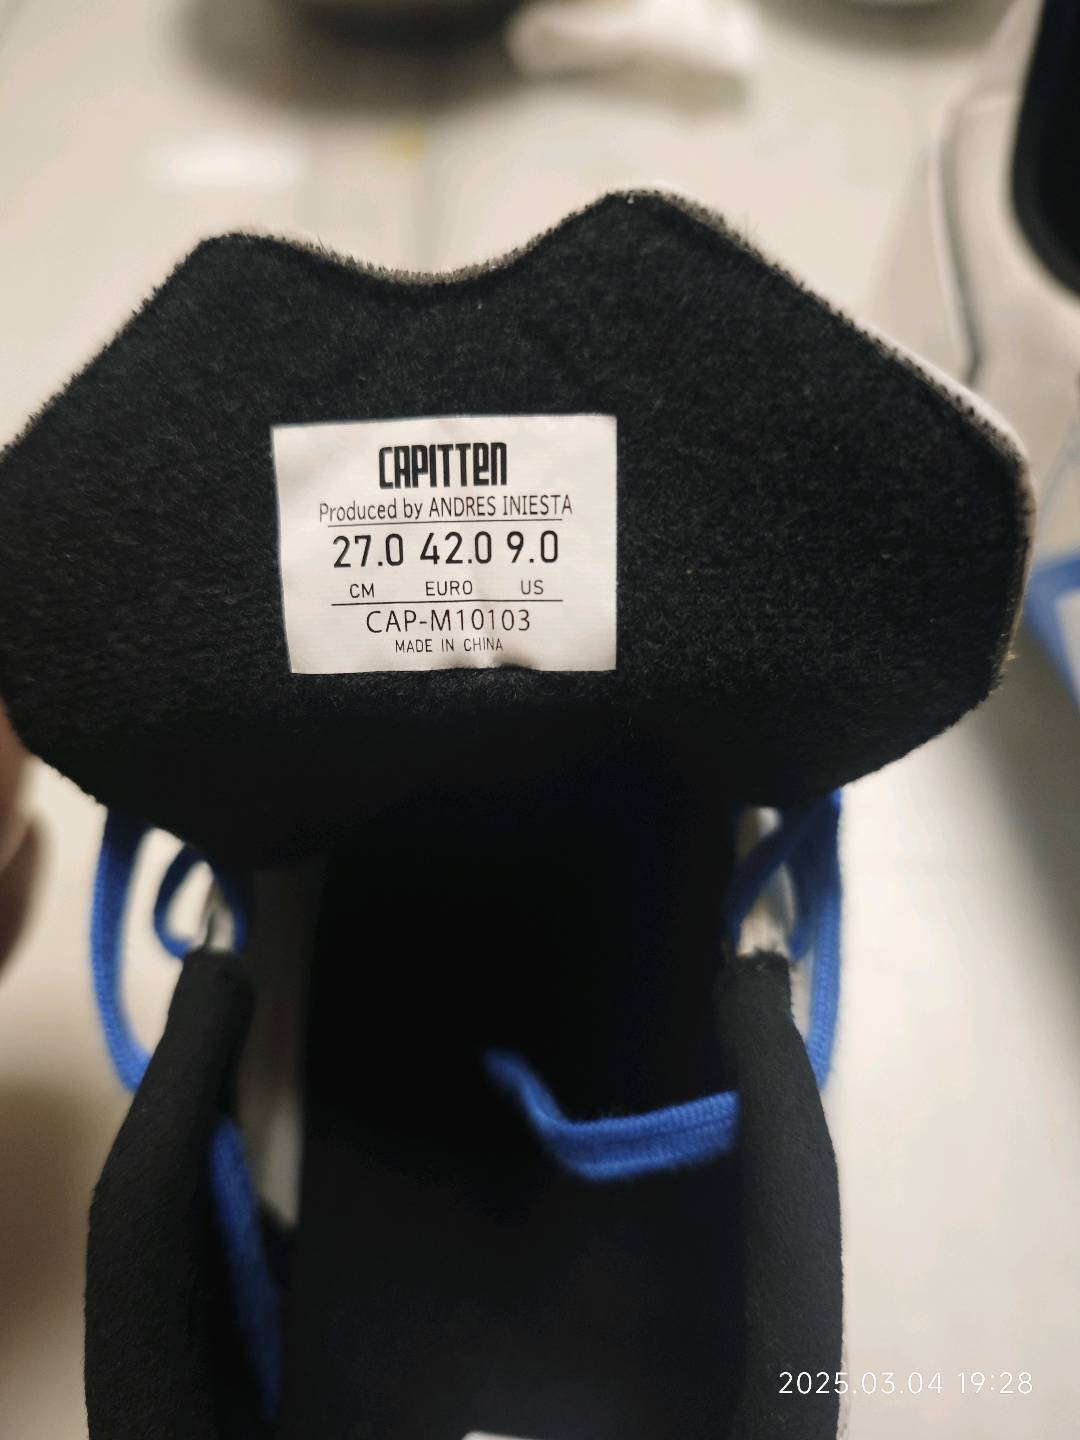 CAPITTEN
Produced by ANDRES INIESTA
27.0 42.0 9.0
CM EURO US
CAP-M10103
MADE IN CHINA
2025.03.04 19:28